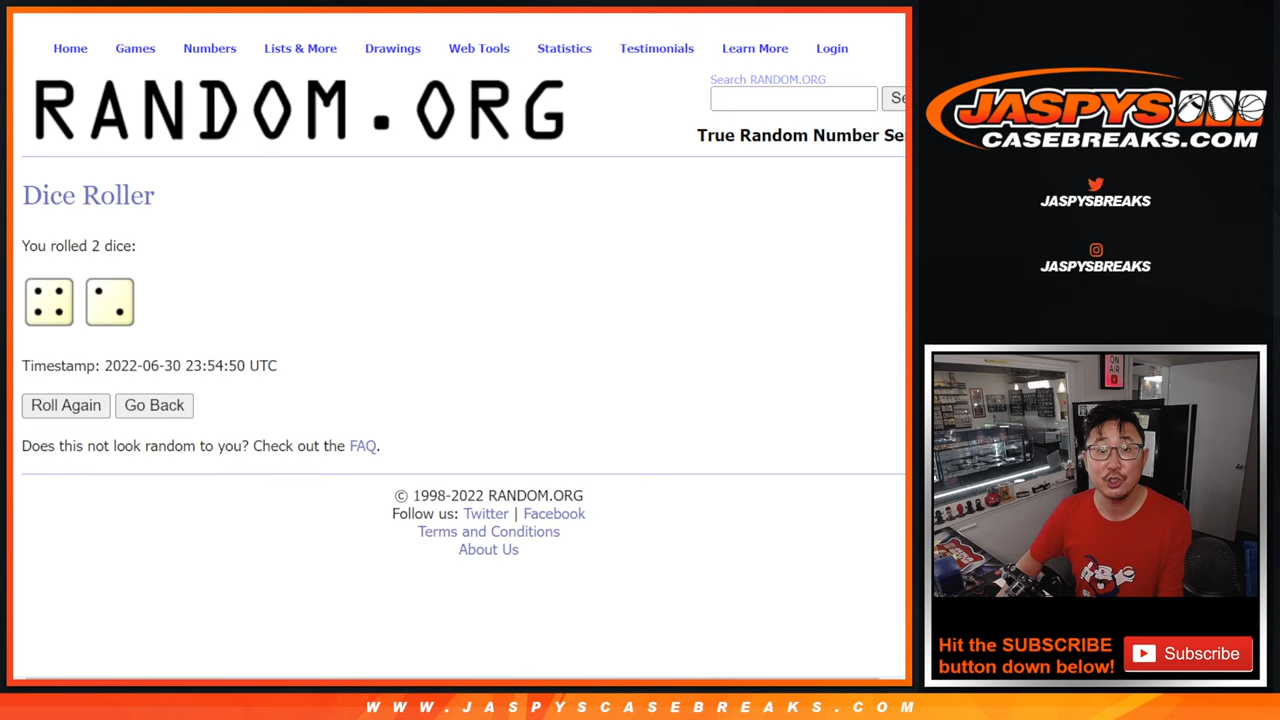 Home Games Numbers Lists & More Drawings Web Tools Statistics Testimonials Learn More Login
RANDOM.ORG
Search RANDOM.ORG
Se
True Random Number Se
Dice Roller
You rolled 2 dice:
Timestamp: 2022-06-30 23:54:50 UTC
Roll Again Go Back
Does this not look random to you? Check out the FAQ.
© 1998-2022 RANDOM.ORG
Follow us: Twitter | Facebook
Terms and Conditions
About Us
JASPYS
CASEBREAKS.COM
JASPYSBREAKS
JASPYSBREAKS
ON
AIR
Hit the SUBSCRIBE
button down below!
Subscribe
WWW.JASPYSCASEBREAKS.COM